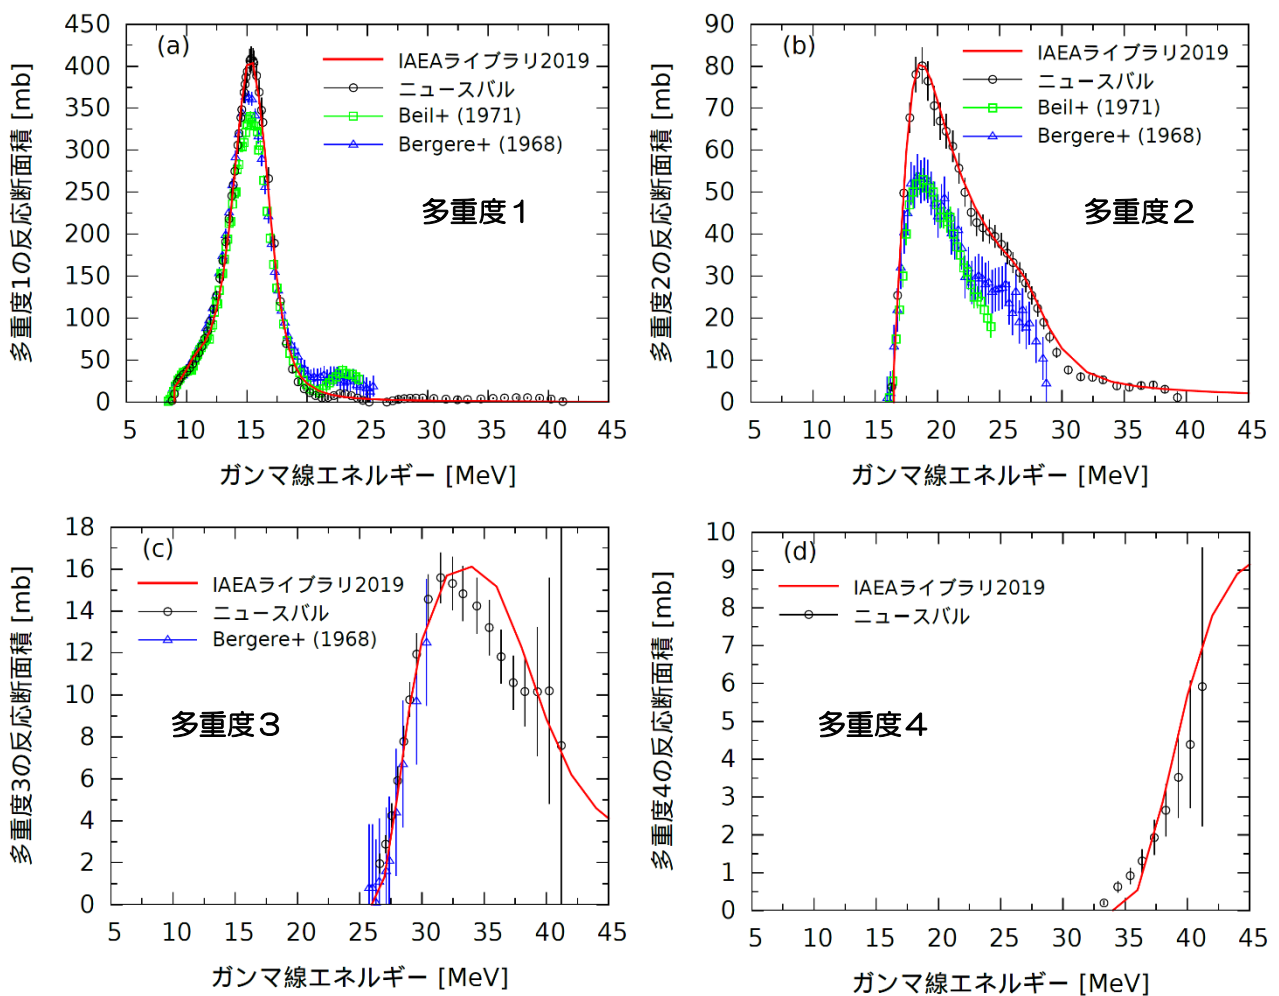 (a)
IAEAライブラリ2019
ニュースバル
Beil+ (1971)
Bergere+ (1968)
多重度1
多重度1の反応断面積 [mb]
450
400
350
300
250
200
150
100
50
0
5 10 15 20 25 30 35 40 45
ガンマ線エネルギー [MeV]
(b)
IAEAライブラリ2019
ニュースバル
Beil+ (1971)
Bergere+ (1968)
多重度2
多重度2の反応断面積 [mb]
90
80
70
60
50
40
30
20
10
0
5 10 15 20 25 30 35 40 45
ガンマ線エネルギー [MeV]
(c)
IAEAライブラリ2019
ニュースバル
Bergere+ (1968)
多重度3
多重度3の反応断面積 [mb]
18
16
14
12
10
8
6
4
2
0
5 10 15 20 25 30 35 40 45
ガンマ線エネルギー [MeV]
(d)
IAEAライブラリ2019
ニュースバル
多重度4
多重度4の反応断面積 [mb]
10
9
8
7
6
5
4
3
2
1
0
5 10 15 20 25 30 35 40 45
ガンマ線エネルギー [MeV]